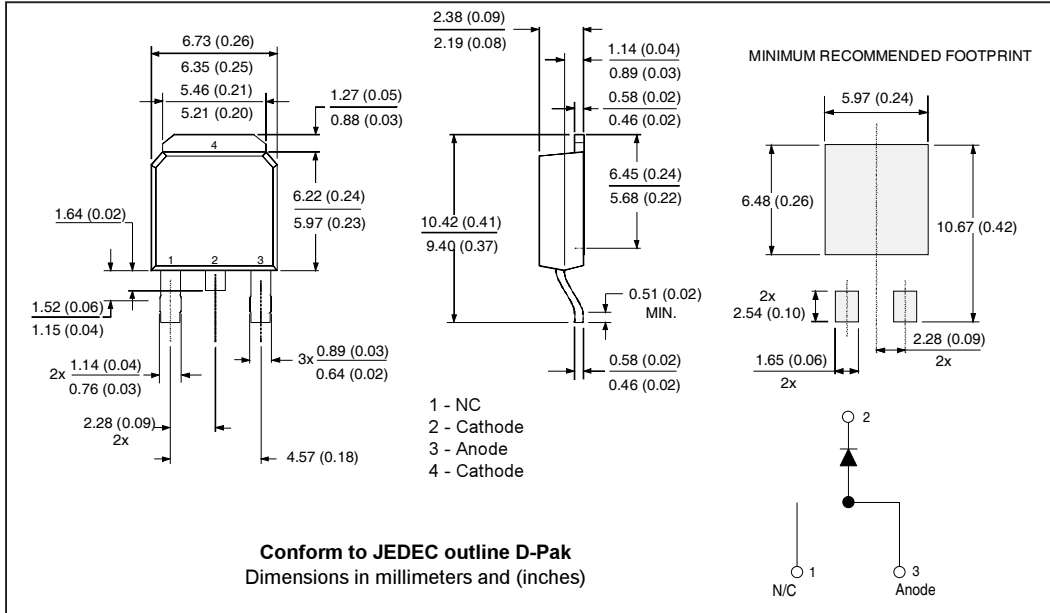 6.73 (0.26)
6.35 (0.25)
5.46 (0.21)
5.21 (0.20)
1.27 (0.05)
0.88 (0.03)
4
6.22 (0.24)
5.97 (0.23)
1.64 (0.02)
1
2
3
1.52 (0.06)
1.15 (0.04)
2x 1.14 (0.04)
0.76 (0.03)
3x 0.89 (0.03)
0.64 (0.02)
2.28 (0.09)
2x
4.57 (0.18)
2.38 (0.09)
2.19 (0.08)
1.14 (0.04)
0.89 (0.03)
0.58 (0.02)
0.46 (0.02)
6.45 (0.24)
5.68 (0.22)
10.42 (0.41)
9.40 (0.37)
0.51 (0.02)
MIN.
0.58 (0.02)
0.46 (0.02)
1 - NC
2 - Cathode
3 - Anode
4 - Cathode
MINIMUM RECOMMENDED FOOTPRINT
5.97 (0.24)
6.48 (0.26)
10.67 (0.42)
2x
2.54 (0.10)
2.28 (0.09)
2x
1.65 (0.06)
2x
2
1
N/C
3
Anode
Conform to JEDEC outline D-Pak
Dimensions in millimeters and (inches)